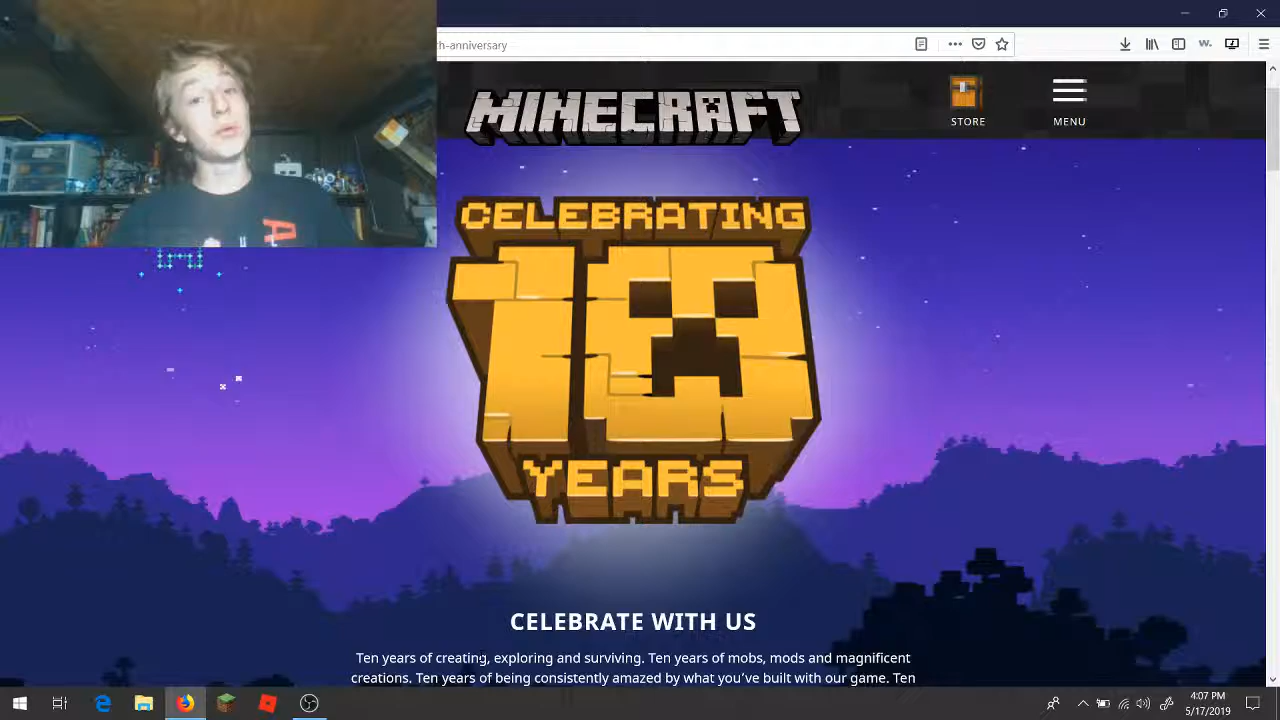 th-anniversary
MINECRAFT
STORE
MENU
CELEBRATING
10
YEARS
CELEBRATE WITH US
Ten years of creating, exploring and surviving. Ten years of mobs, mods and magnificent
creations. Ten years of being consistently amazed by what you've built with our game. Ten
4:07 PM
5/17/2019